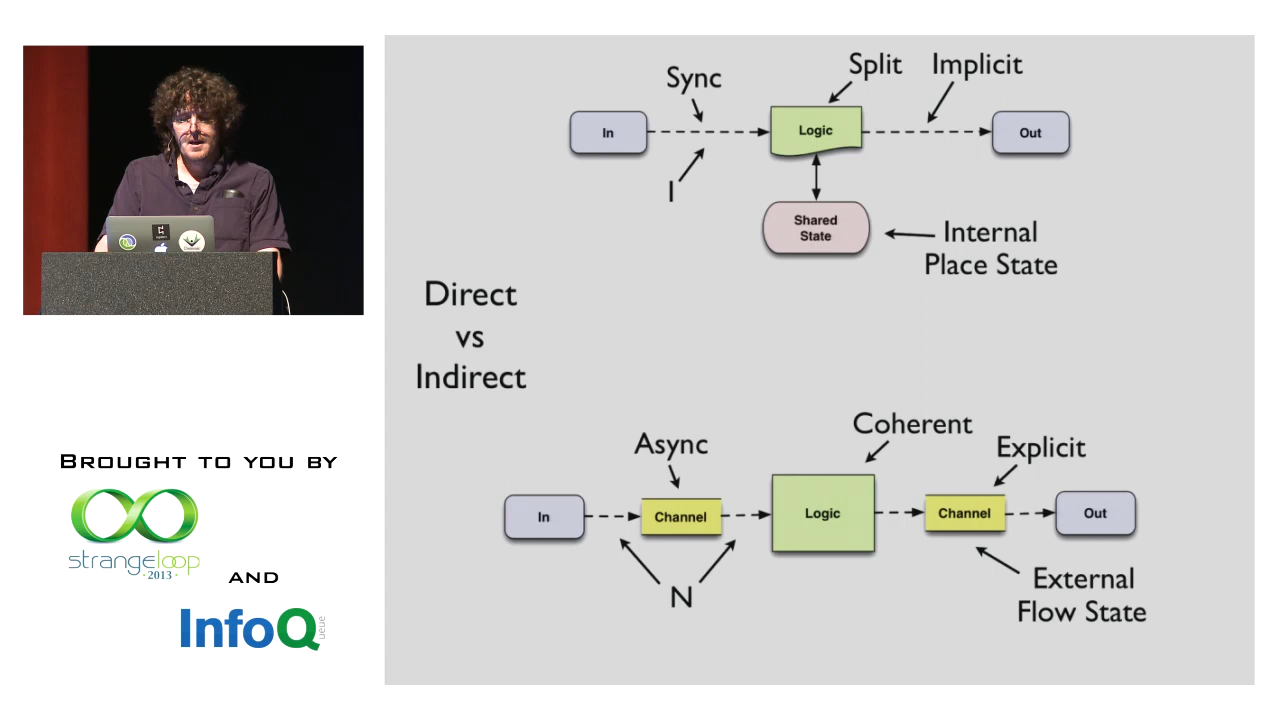 Sync
Split
Implicit
In
Logic
Out
I
Shared
State
Internal
Place State
Direct
vs
Indirect
Coherent
Async
Explicit
In
Channel
Logic
Channel
Out
N
External
Flow State
BROUGHT TO YOU BY
strangeloop
·2013·
AND
InfoQ
ueue